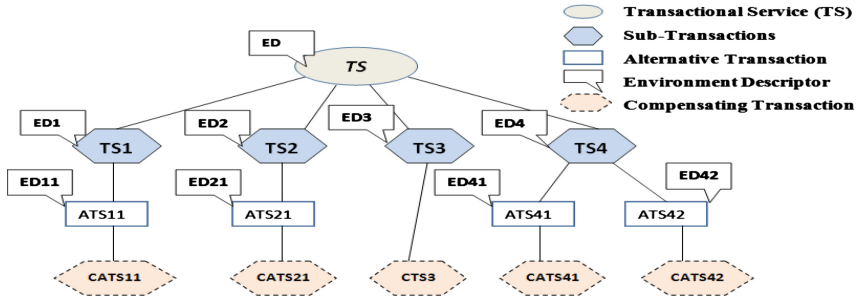 Transactional Service (TS)
Sub-Transactions
Alternative Transaction
Environment Descriptor
Compensating Transaction
ED
TS
ED1
ED2
ED3
ED4
TS1
TS2
TS3
TS4
ED11
ED21
ED41
ED42
ATS11
ATS21
ATS41
ATS42
CATS11
CATS21
CTS3
CATS41
CATS42